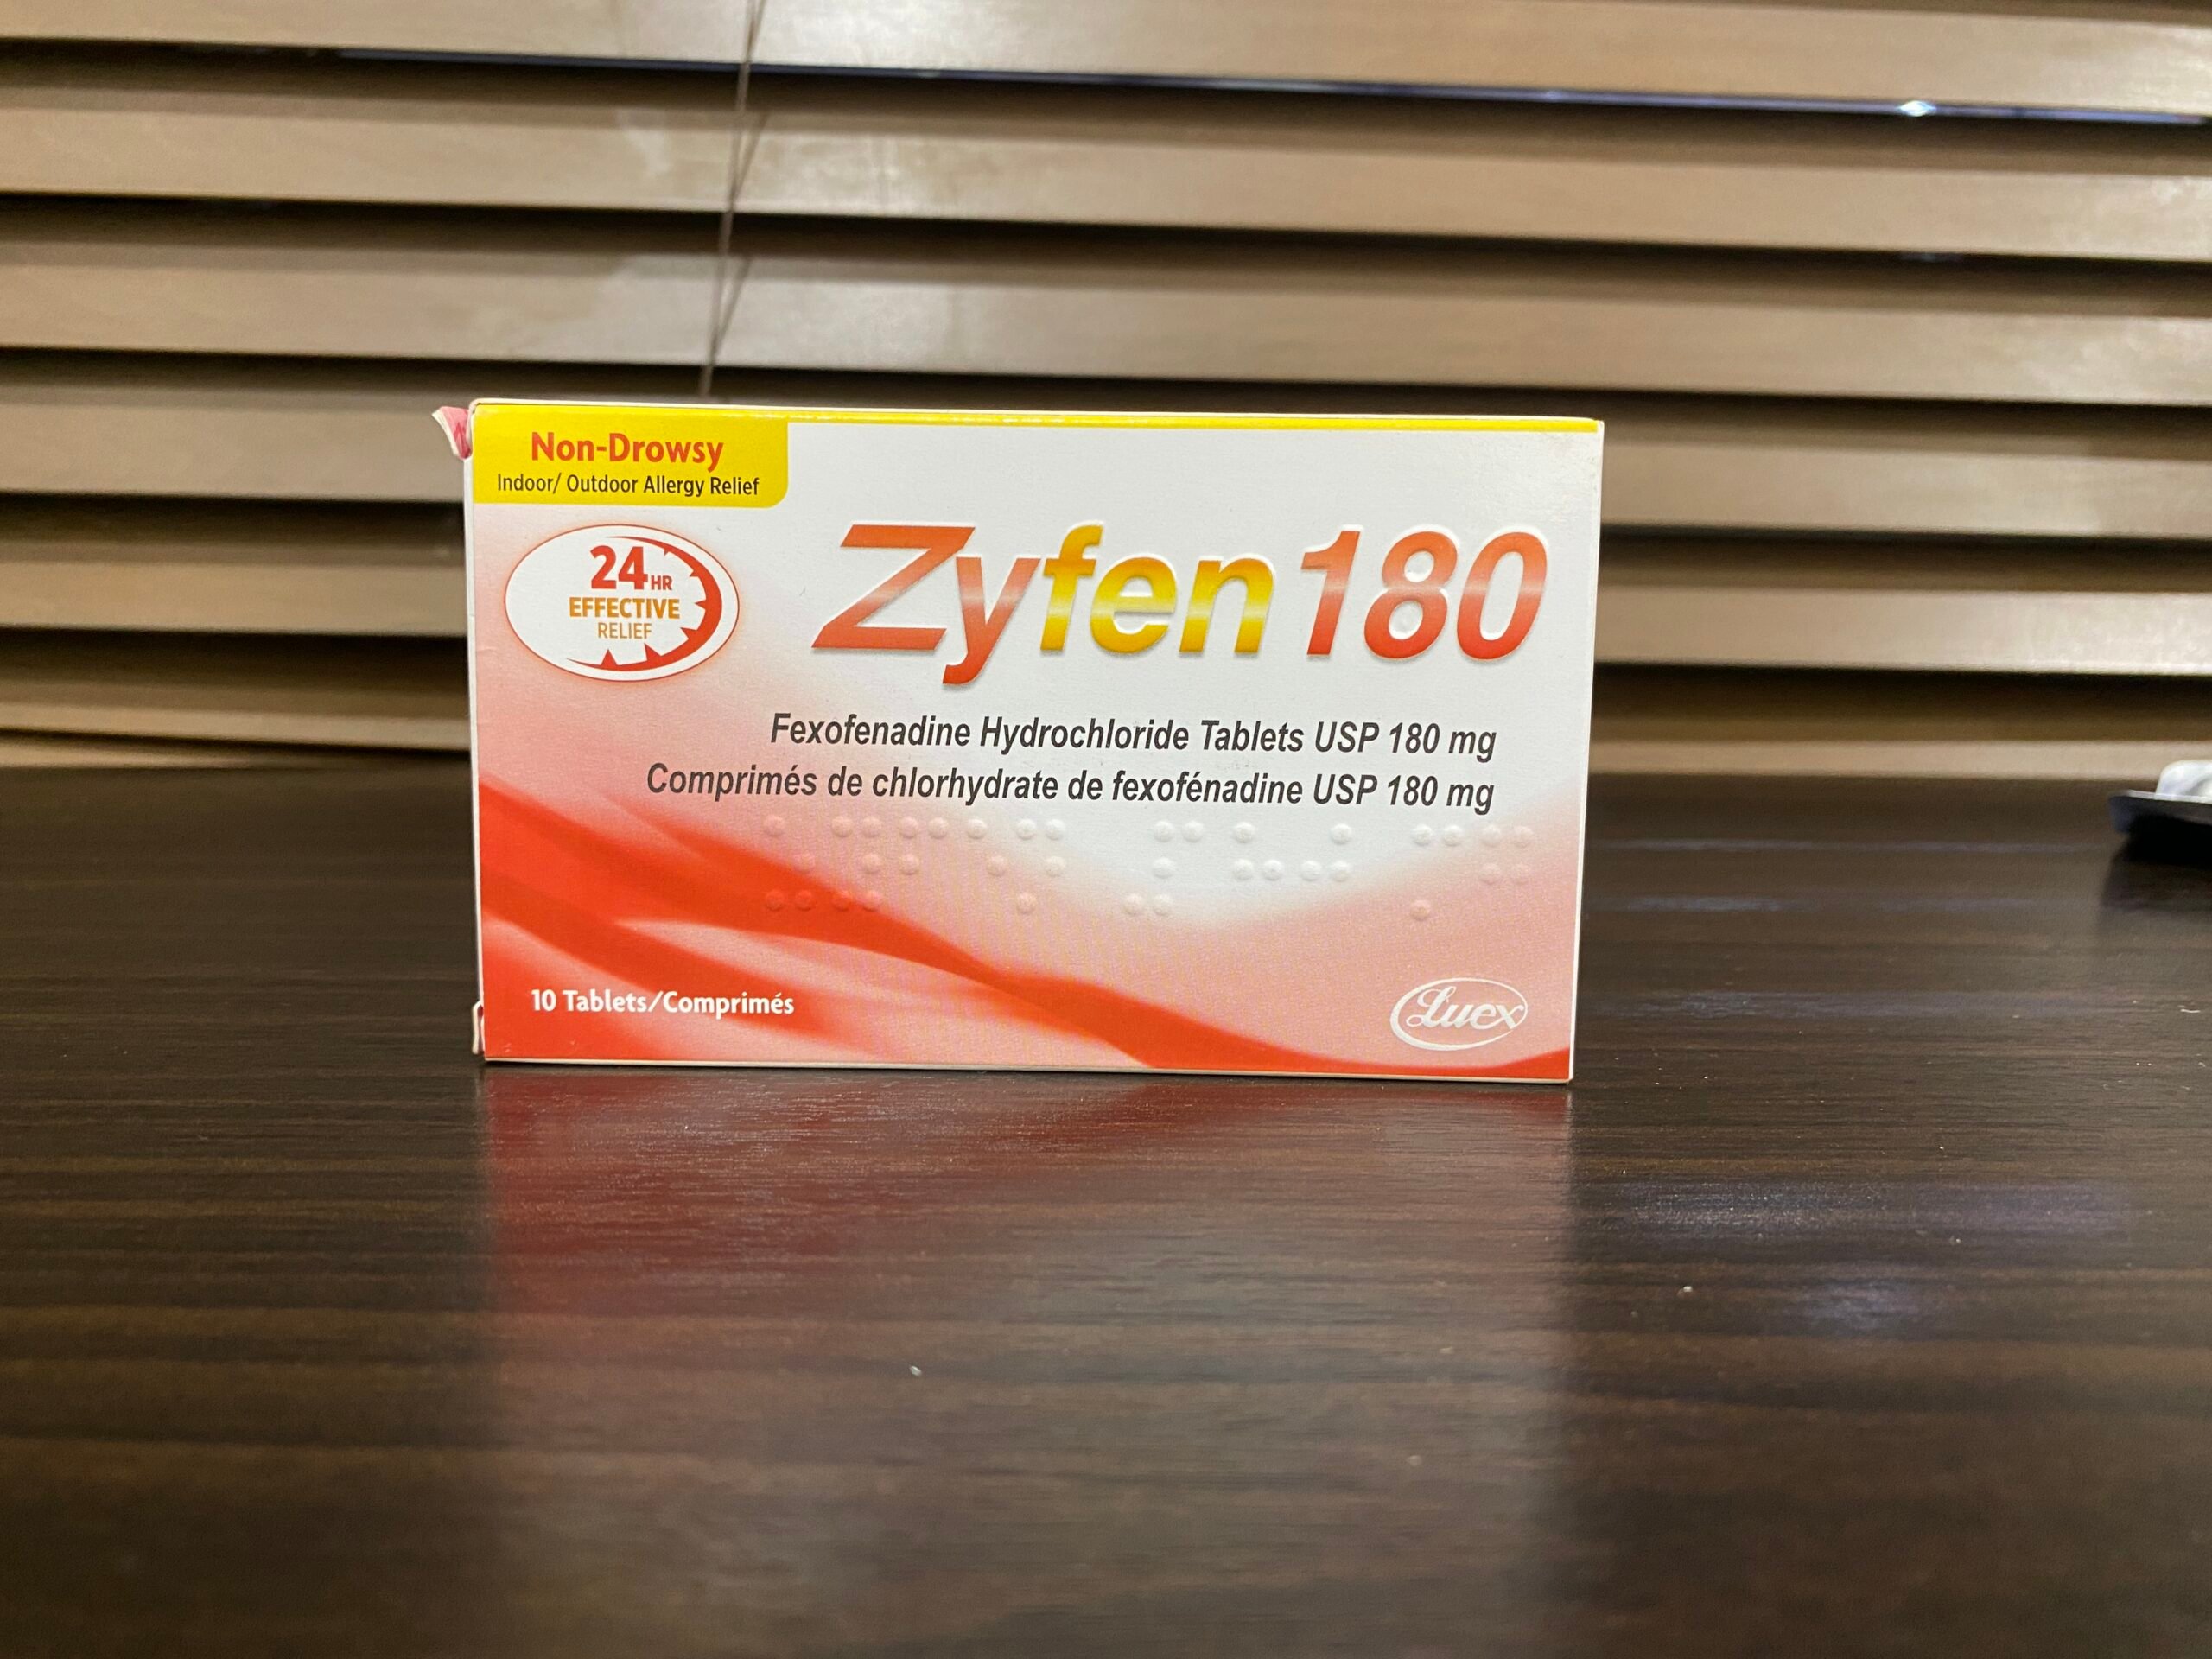 Non-Drowsy
Indoor/ Outdoor Allergy Relief
24HR
EFFECTIVE
RELIEF
Zyfen 180
Fexofenadine Hydrochloride Tablets USP 180 mg
Comprimés de chlorhydrate de fexofénadine USP 180 mg
10 Tablets/Comprimés
Luex